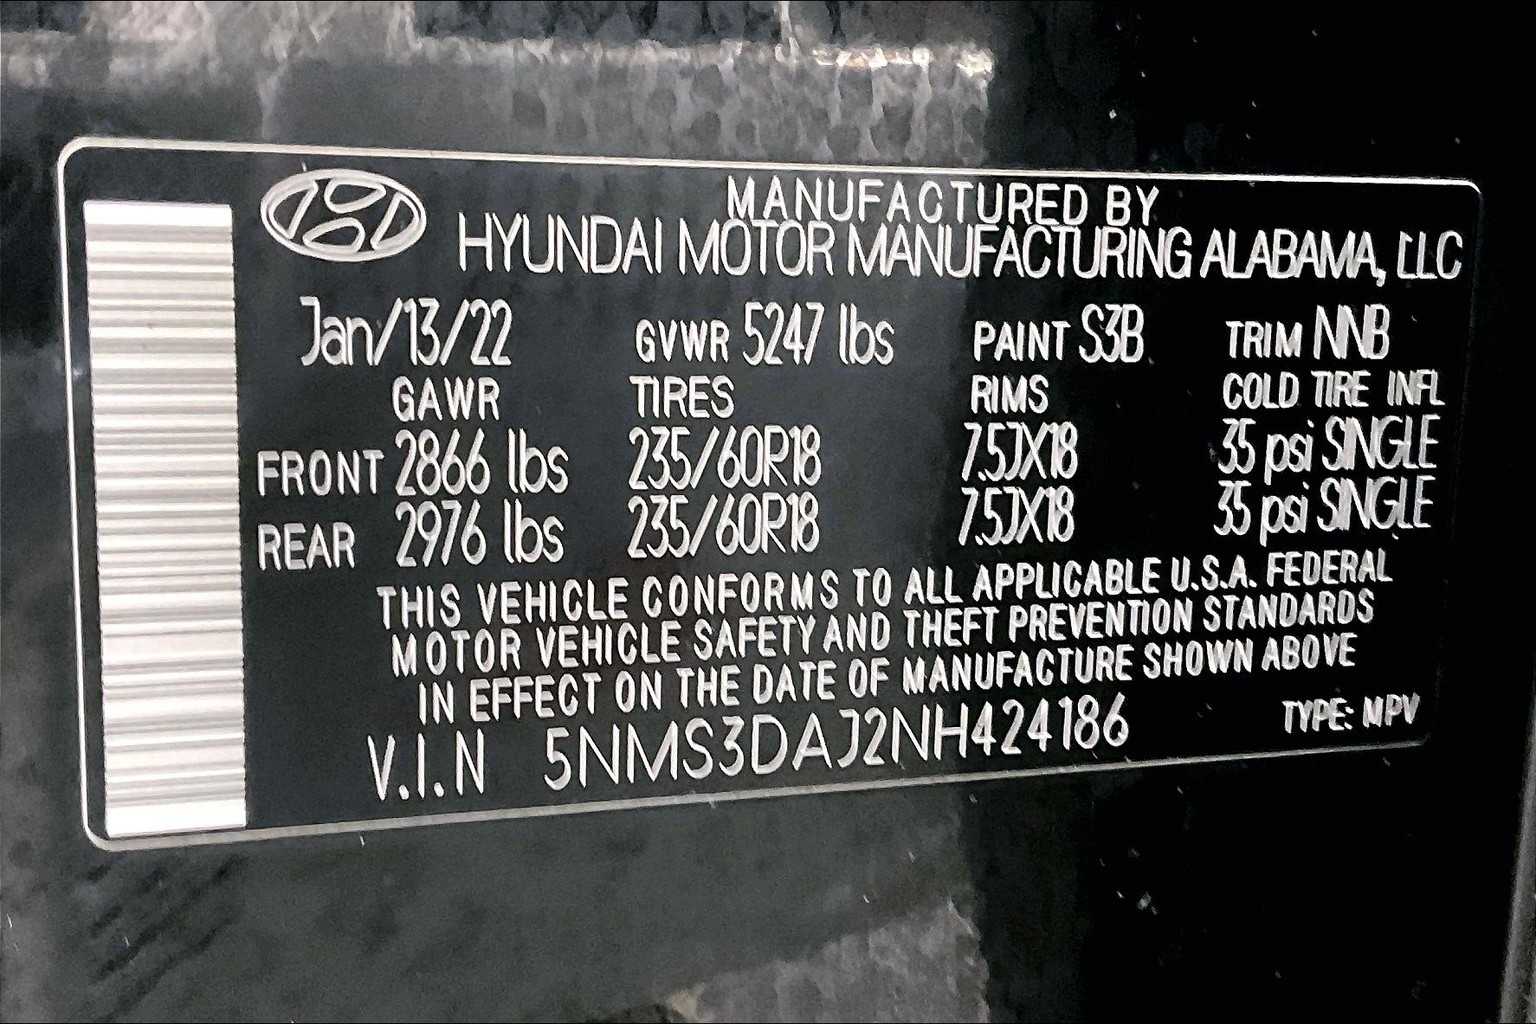 MANUFACTURED BY
HYUNDAI MOTOR MANUFACTURING ALABAMA, LLC
Jan/13/22 GVWR 5247 lbs PAINT S3B TRIM NNB
GAWR TIRES RIMS COLD TIRE INFL
FRONT 2866 lbs 235/60R18 7.5JX18 35 psi SINGLE
REAR 2976 lbs 235/60R18 7.5JX18 35 psi SINGLE
THIS VEHICLE CONFORMS TO ALL APPLICABLE U.S.A. FEDERAL
MOTOR VEHICLE SAFETY AND THEFT PREVENTION STANDARDS
IN EFFECT ON THE DATE OF MANUFACTURE SHOWN ABOVE
V.I.N 5NMS3DAJ2NH424186 TYPE: MPV